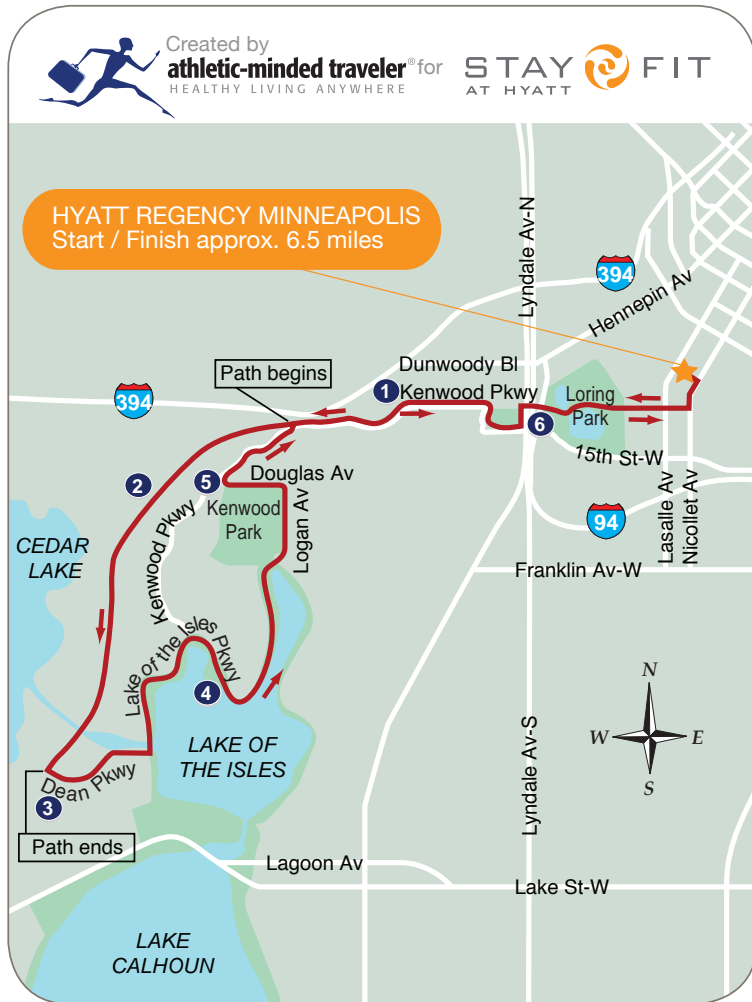 Created by
athletic-minded traveler® for
HEALTHY LIVING ANYWHERE
STAY FIT
AT HYATT
HYATT REGENCY MINNEAPOLIS
Start / Finish approx. 6.5 miles
Lyndale Av-N
394
Hennepin Av
Path begins
Dunwoody Bl
394
1
Kenwood Pkwy
Loring
Park
6
15th St-W
2
5
Douglas Av
Kenwood
Park
Logan Av
Kenwood Pkwy
94
Lasalle Av
Nicollet Av
CEDAR
LAKE
Franklin Av-W
Lake of the Isles Pkwy
4
LAKE OF
THE ISLES
N
W
E
S
Lyndale Av-S
Dean Pkwy
3
Path ends
Lagoon Av
Lake St-W
LAKE
CALHOUN